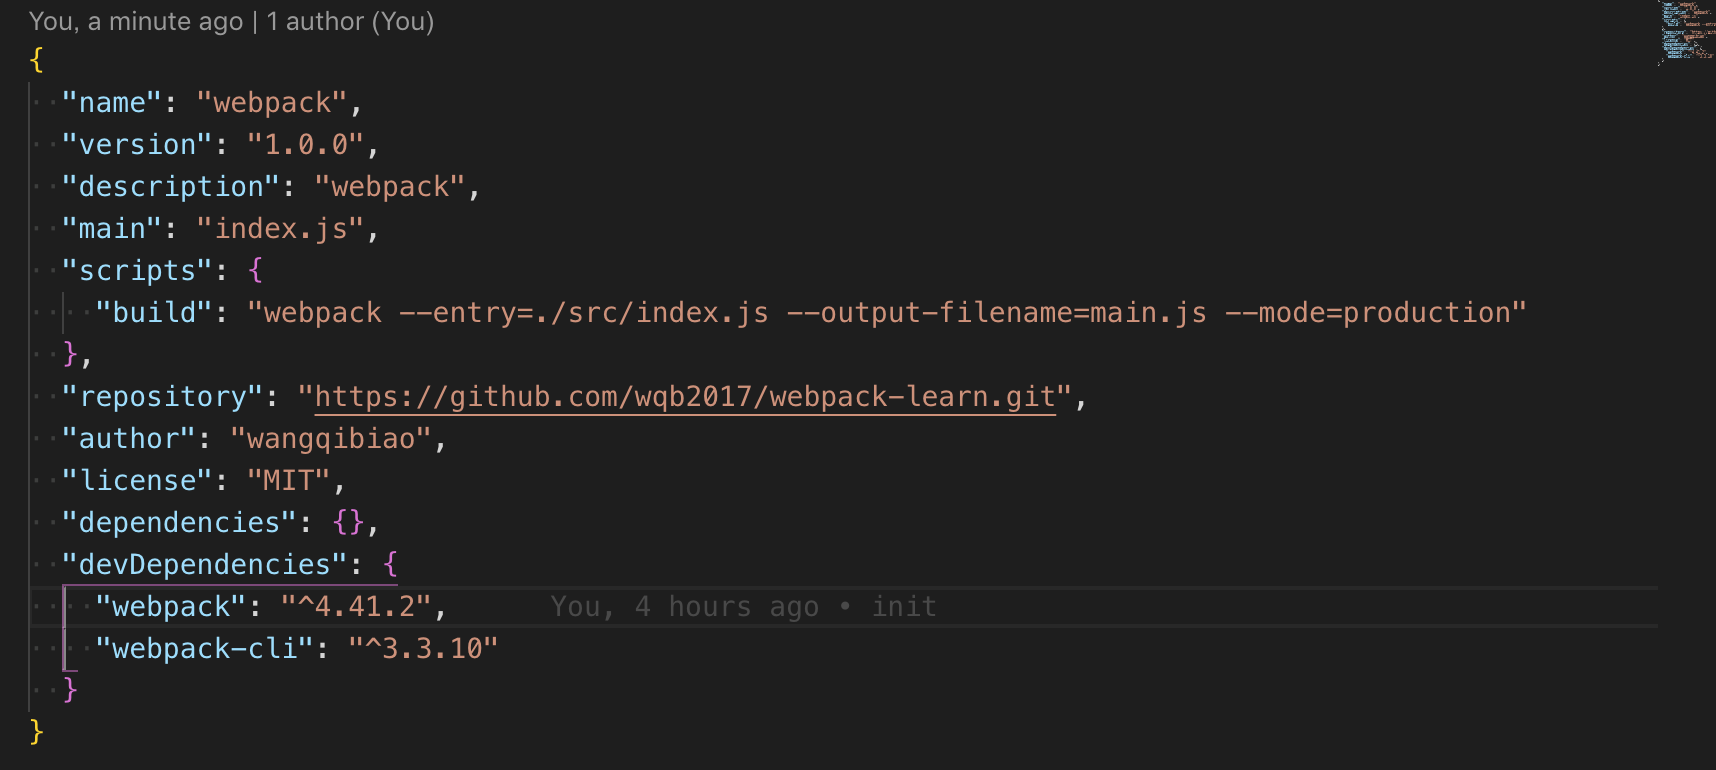 You, a minute ago | 1 author (You)
{
"name": "webpack",
"version": "1.0.0",
"description": "webpack",
"main": "index.js",
"scripts": {
"build": "webpack --entry=./src/index.js --output-filename=main.js --mode=production"
},
"repository": "https://github.com/wqb2017/webpack-learn.git",
"author": "wangqibiao",
"license": "MIT",
"dependencies": {},
"devDependencies": {
"webpack": "^4.41.2", You, 4 hours ago • init
"webpack-cli": "^3.3.10"
}
}